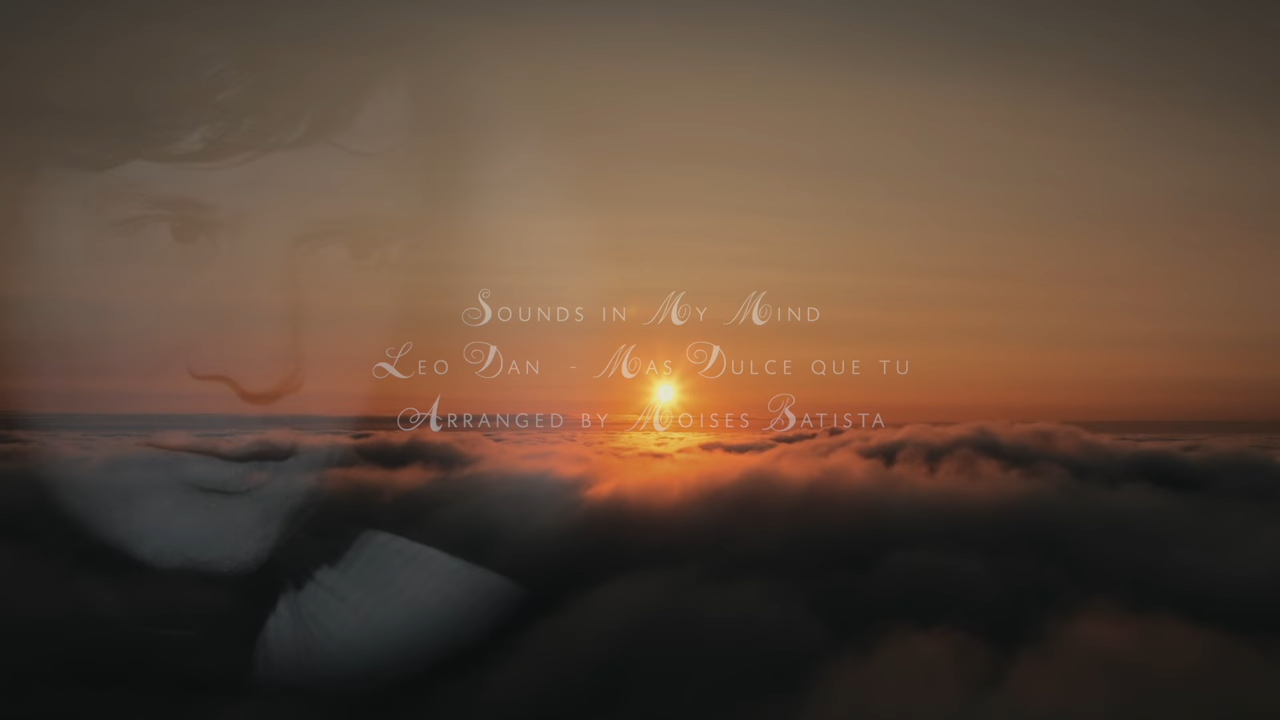 Sounds in My Mind
Leo Dan - Mas Dulce que tu
Arranged by Moises Batista